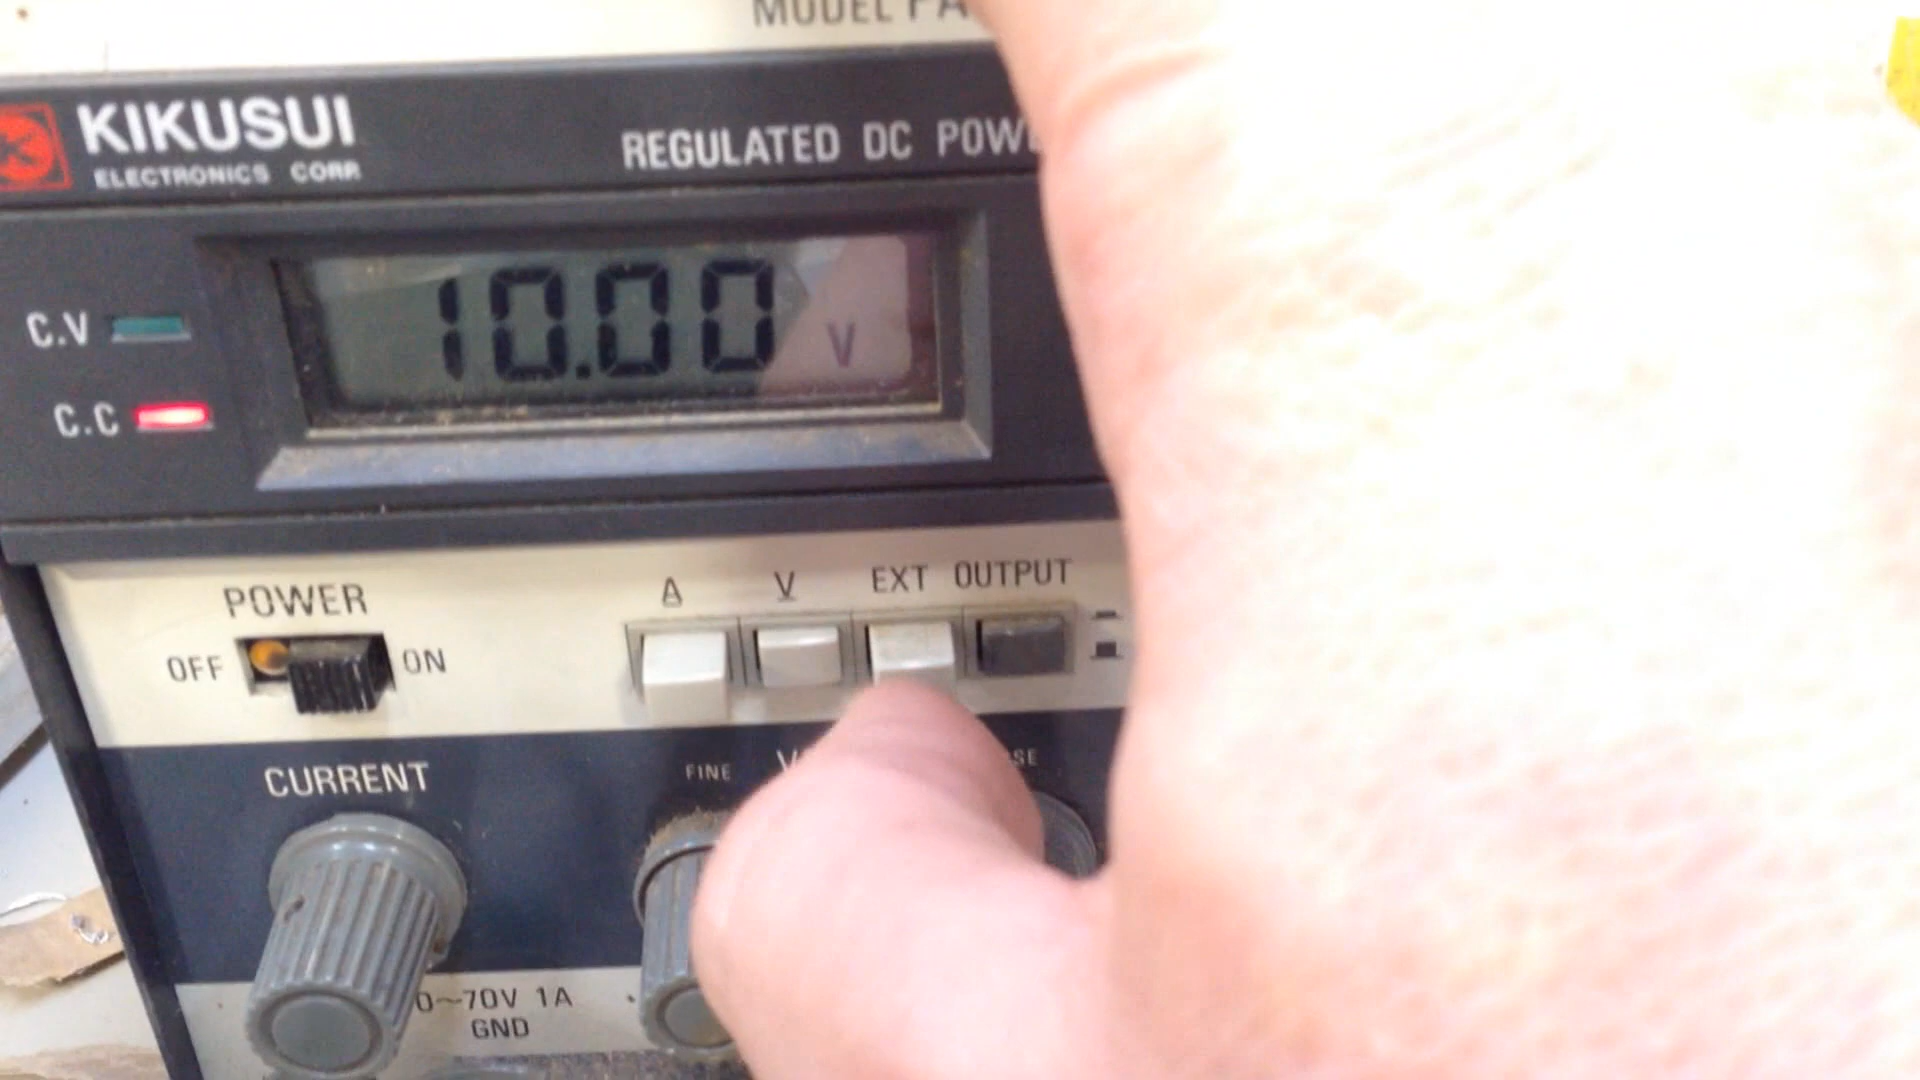 MODEL PA
KIKUSUI
ELECTRONICS CORP.
REGULATED DC POWE
10.00 V
C.V
C.C
POWER
OFF ON
A V EXT OUTPUT
CURRENT
FINE
0~70V 1A
GND